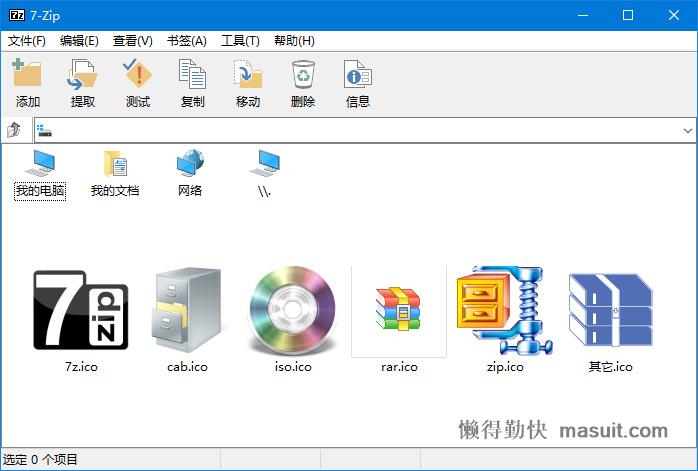 7z 7-Zip
文件(F) 编辑(E) 查看(V) 书签(A) 工具(T) 帮助(H)
添加 提取 测试 复制 移动 删除 信息
我的电脑 我的文档 网络 \\.
7zip
7z.ico cab.ico iso.ico rar.ico zip.ico 其它.ico
懒得勤快 masuit.com
选定 0 个项目